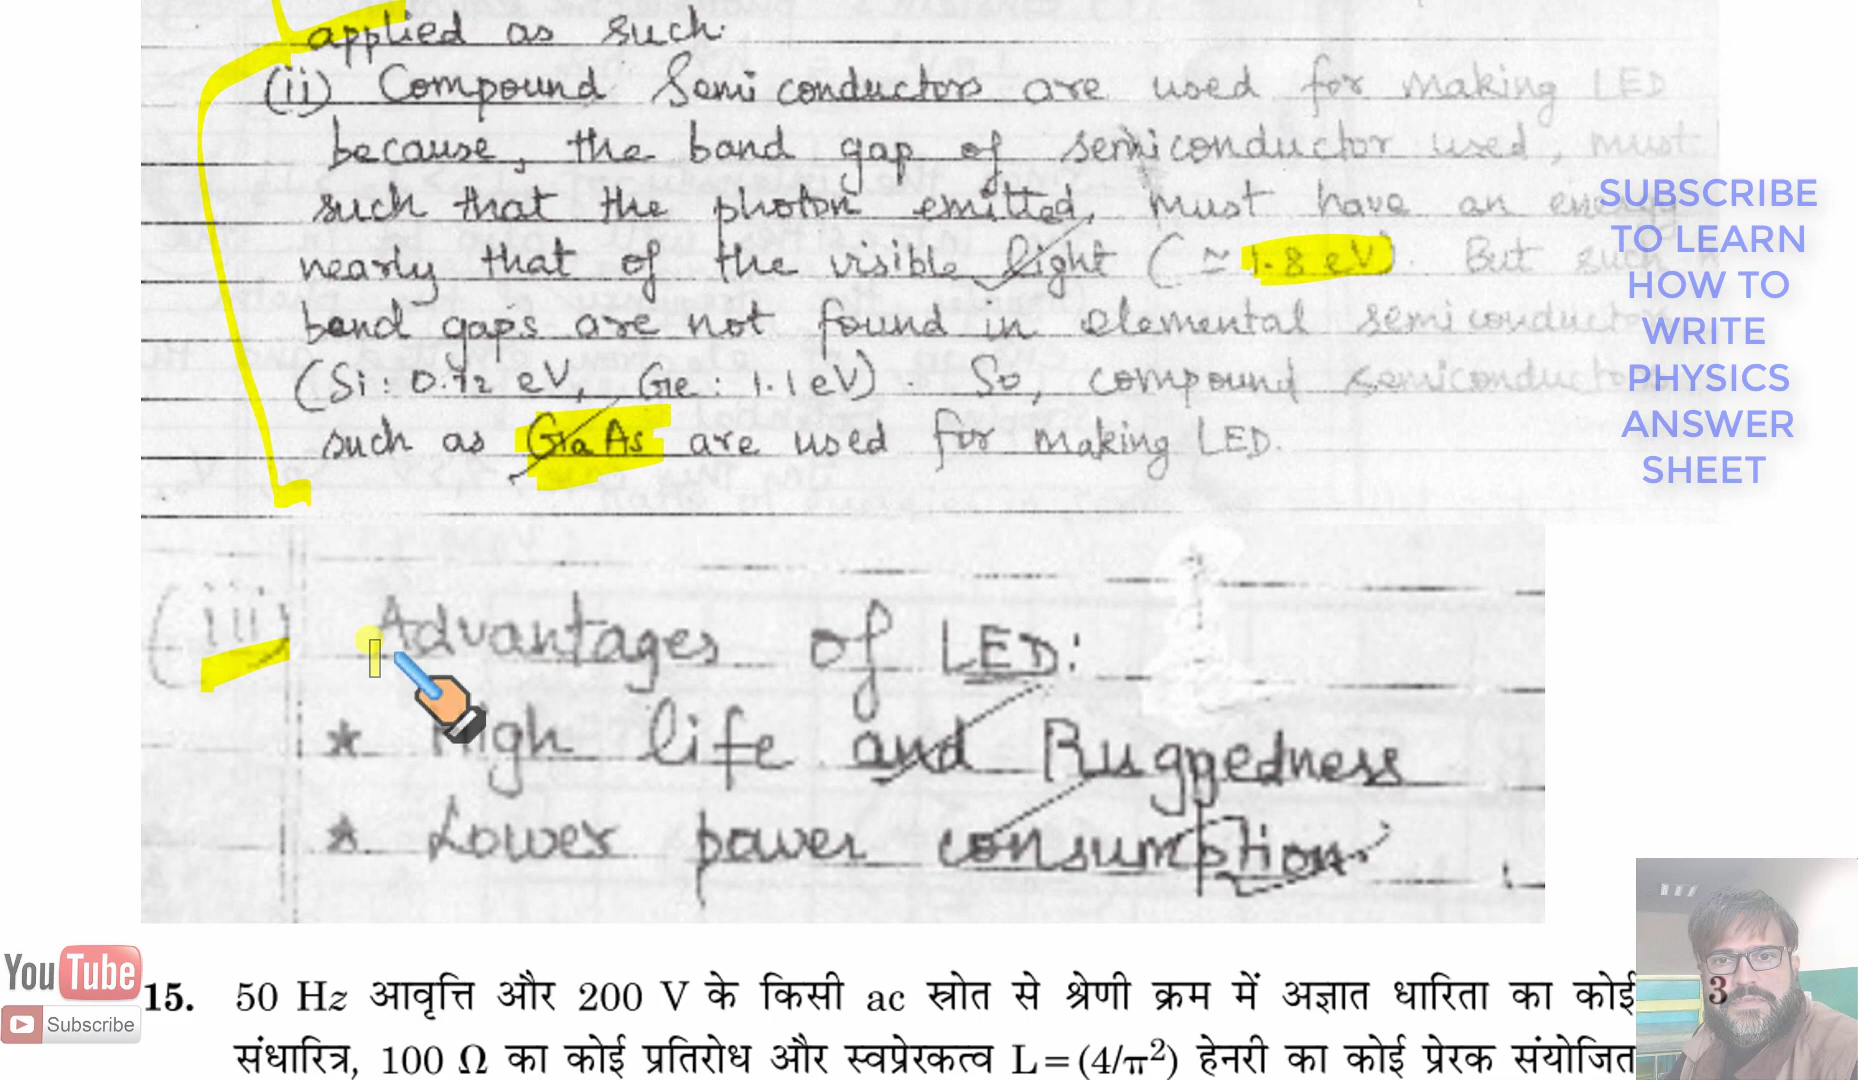 applied as such.
(ii) Compound Semi conductors are used for making LED
because, the band gap of semiconductor used, must
such that the photon emitted, must have an energy
nearly that of the visible light ( ≃ 1.8 eV). But such
band gaps are not found in elemental semiconductors
(Si : 0.72 eV, Ge : 1.1 eV). So, compound semiconductors
such as GaAs are used for making LED.
(iii) Advantages of LED:
* High life and Ruggedness
* Lower power consumption.
SUBSCRIBE
TO LEARN
HOW TO
WRITE
PHYSICS
ANSWER
SHEET
YouTube
Subscribe
15. 50 Hz आवृत्ति और 200 V के किसी ac स्रोत से श्रेणी क्रम में अज्ञात धारिता का कोई 3
संधारित्र, 100 Ω का कोई प्रतिरोध और स्वप्रेरकत्व L=(4/π²) हेनरी का कोई प्रेरक संयोजित